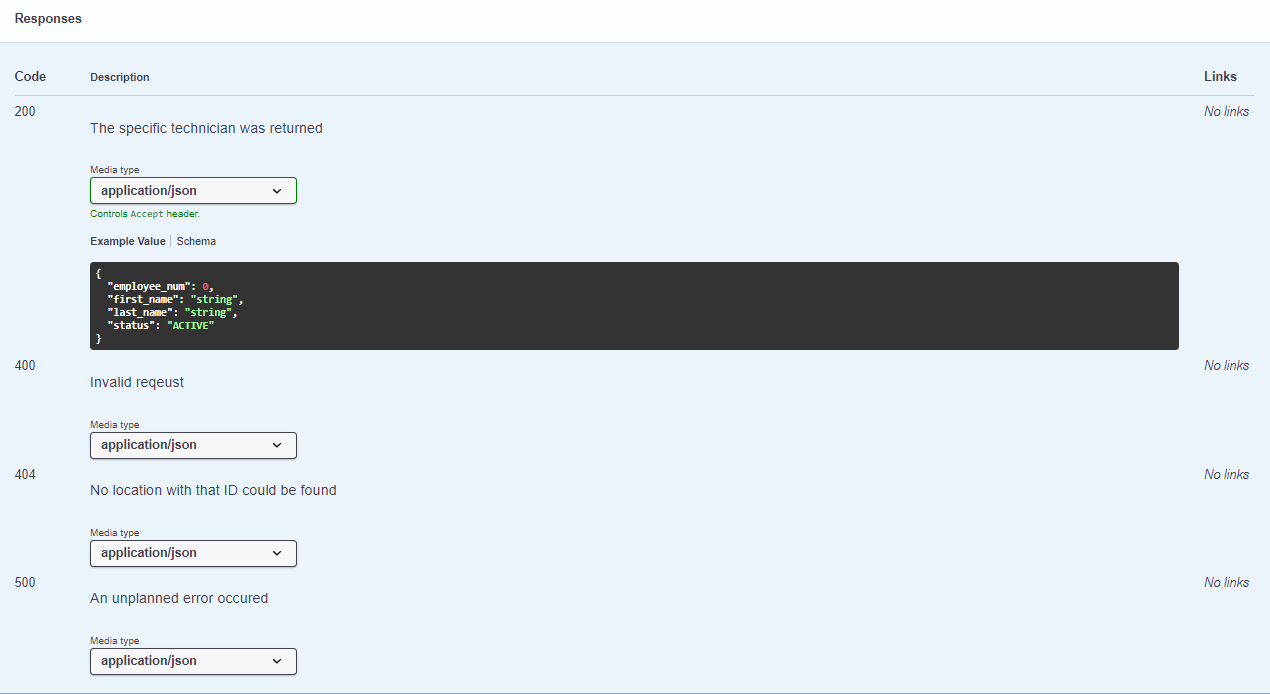 Responses
Code Description Links
200 No links
The specific technician was returned
Media type
application/json
Controls Accept header.
Example Value Schema
{
"employee_num": 0,
"first_name": "string",
"last_name": "string",
"status": "ACTIVE"
}
400 No links
Invalid reqeust
Media type
application/json
404 No links
No location with that ID could be found
Media type
application/json
500 No links
An unplanned error occured
Media type
application/json